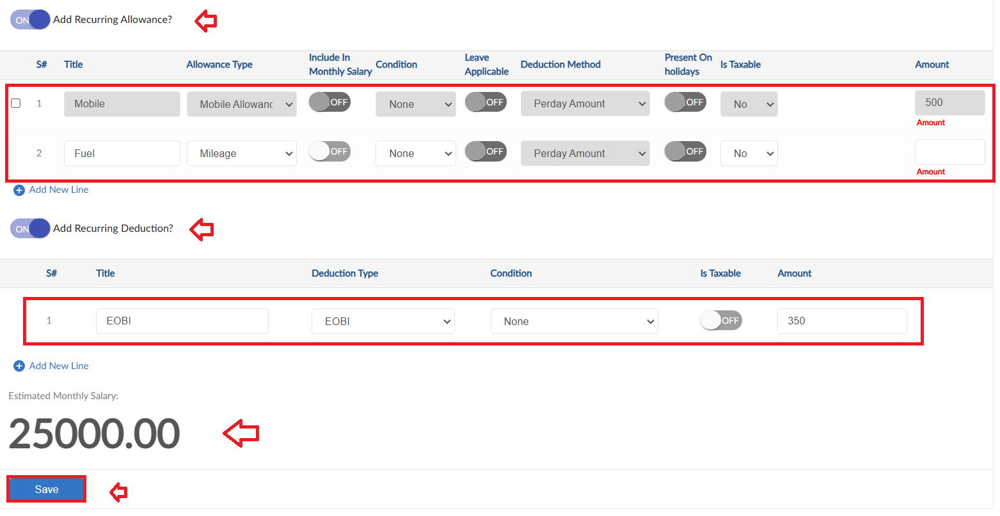 ON Add Recurring Allowance?
S# Title Allowance Type Include In Monthly Salary Condition Leave Applicable Deduction Method Present On holidays Is Taxable Amount
1 Mobile Mobile Allowanc OFF None OFF Perday Amount OFF No 500
Amount
2 Fuel Mileage OFF None OFF Perday Amount OFF No
Amount
Add New Line
ON Add Recurring Deduction?
S# Title Deduction Type Condition Is Taxable Amount
1 EOBI EOBI None OFF 350
Add New Line
Estimated Monthly Salary:
25000.00
Save